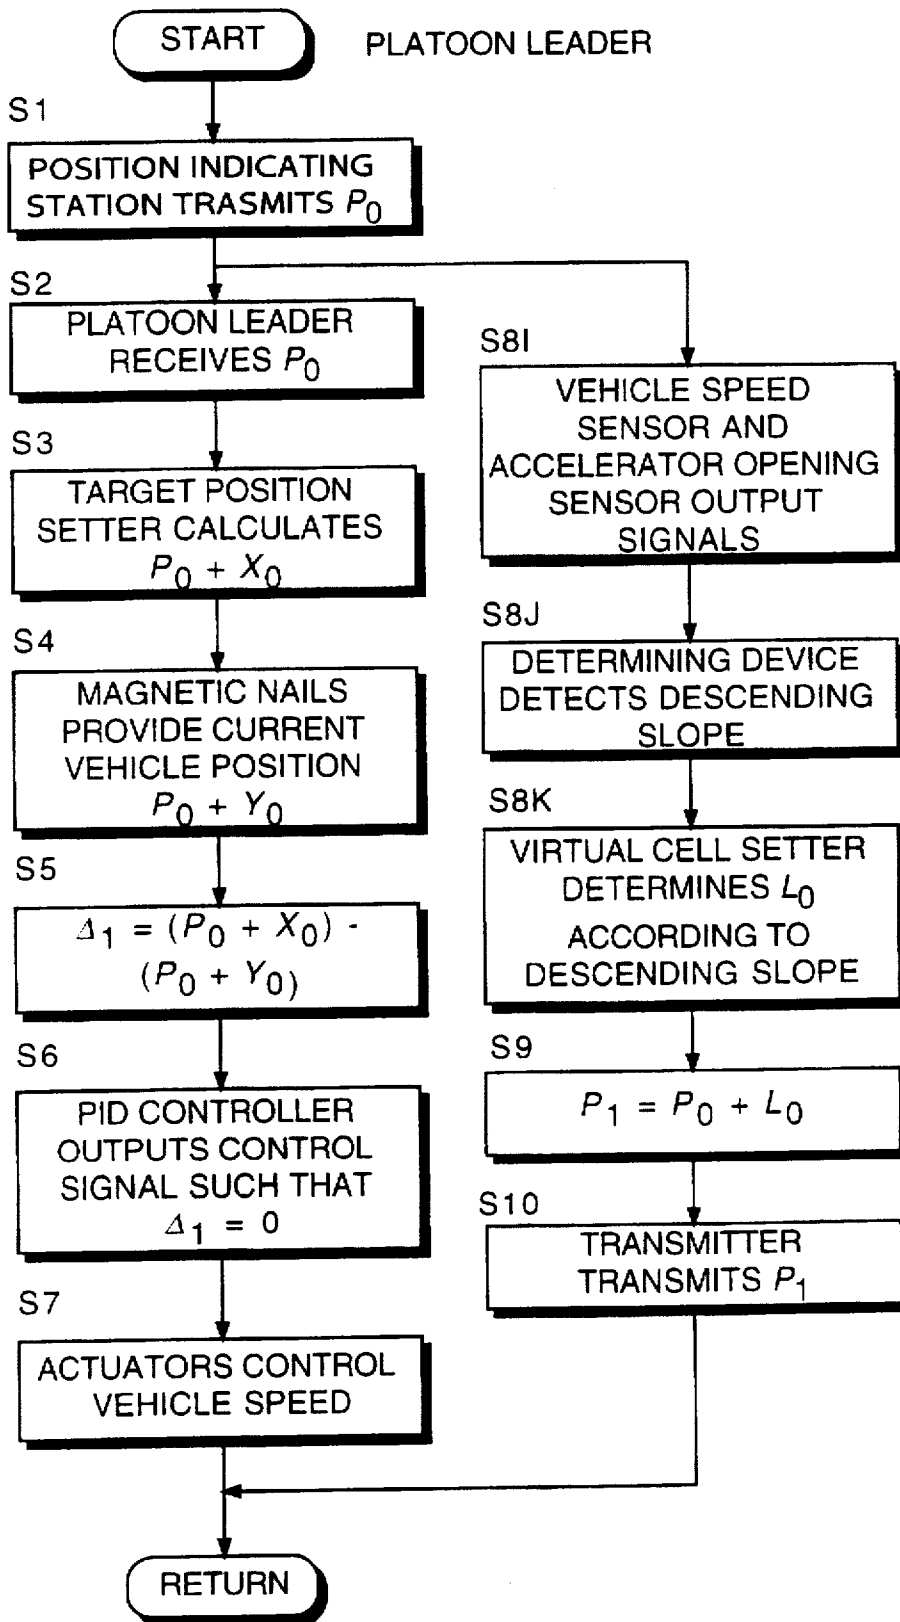 START
PLATOON LEADER
S1
POSITION INDICATING
STATION TRASMITS P0
S2
PLATOON LEADER
RECEIVES P0
S3
TARGET POSITION
SETTER CALCULATES
P0 + X0
S4
MAGNETIC NAILS
PROVIDE CURRENT
VEHICLE POSITION
P0 + Y0
S5
Δ1 = (P0 + X0) -
(P0 + Y0)
S6
PID CONTROLLER
OUTPUTS CONTROL
SIGNAL SUCH THAT
Δ1 = 0
S7
ACTUATORS CONTROL
VEHICLE SPEED
S8I
VEHICLE SPEED
SENSOR AND
ACCELERATOR OPENING
SENSOR OUTPUT
SIGNALS
S8J
DETERMINING DEVICE
DETECTS DESCENDING
SLOPE
S8K
VIRTUAL CELL SETTER
DETERMINES L0
ACCORDING TO
DESCENDING SLOPE
S9
P1 = P0 + L0
S10
TRANSMITTER
TRANSMITS P1
RETURN